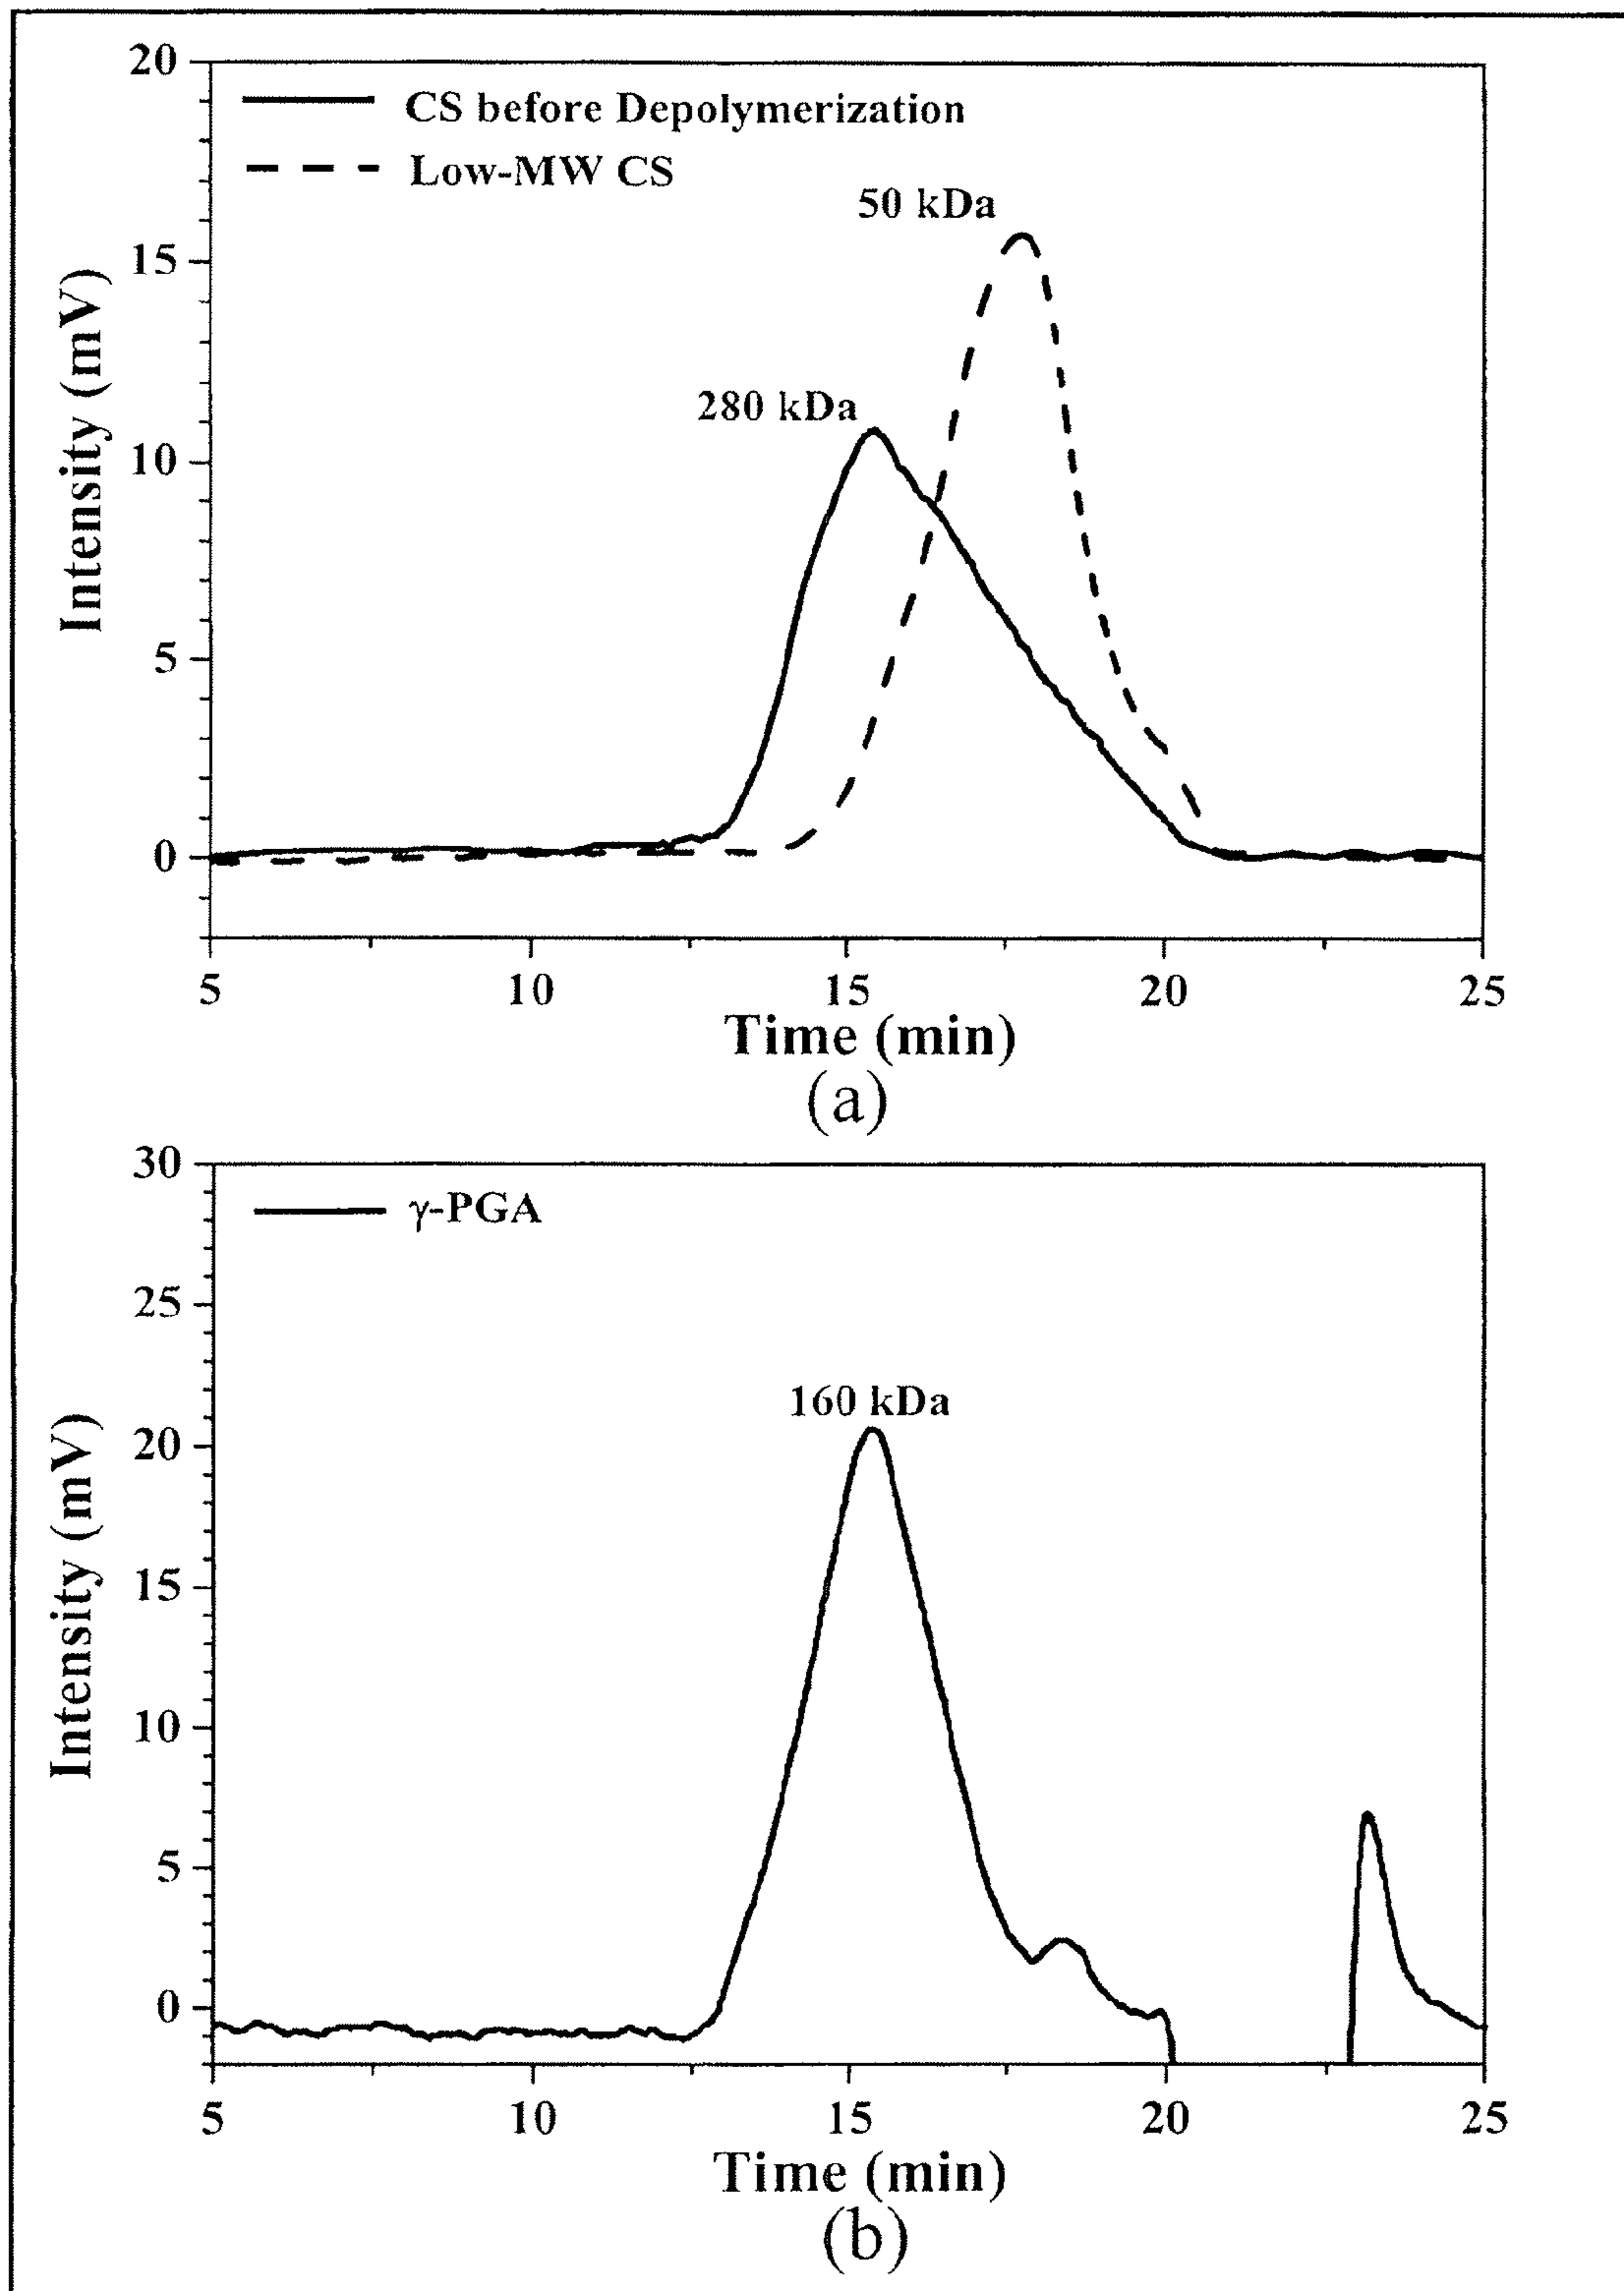 20
CS before Depolymerization
Low-MW CS
50 kDa
15
280 kDa
10
5
0
Intensity (mV)
5 10 15 20 25
Time (min)
(a)
30
γ-PGA
25
160 kDa
20
15
10
5
0
Intensity (mV)
5 10 15 20 25
Time (min)
(b)